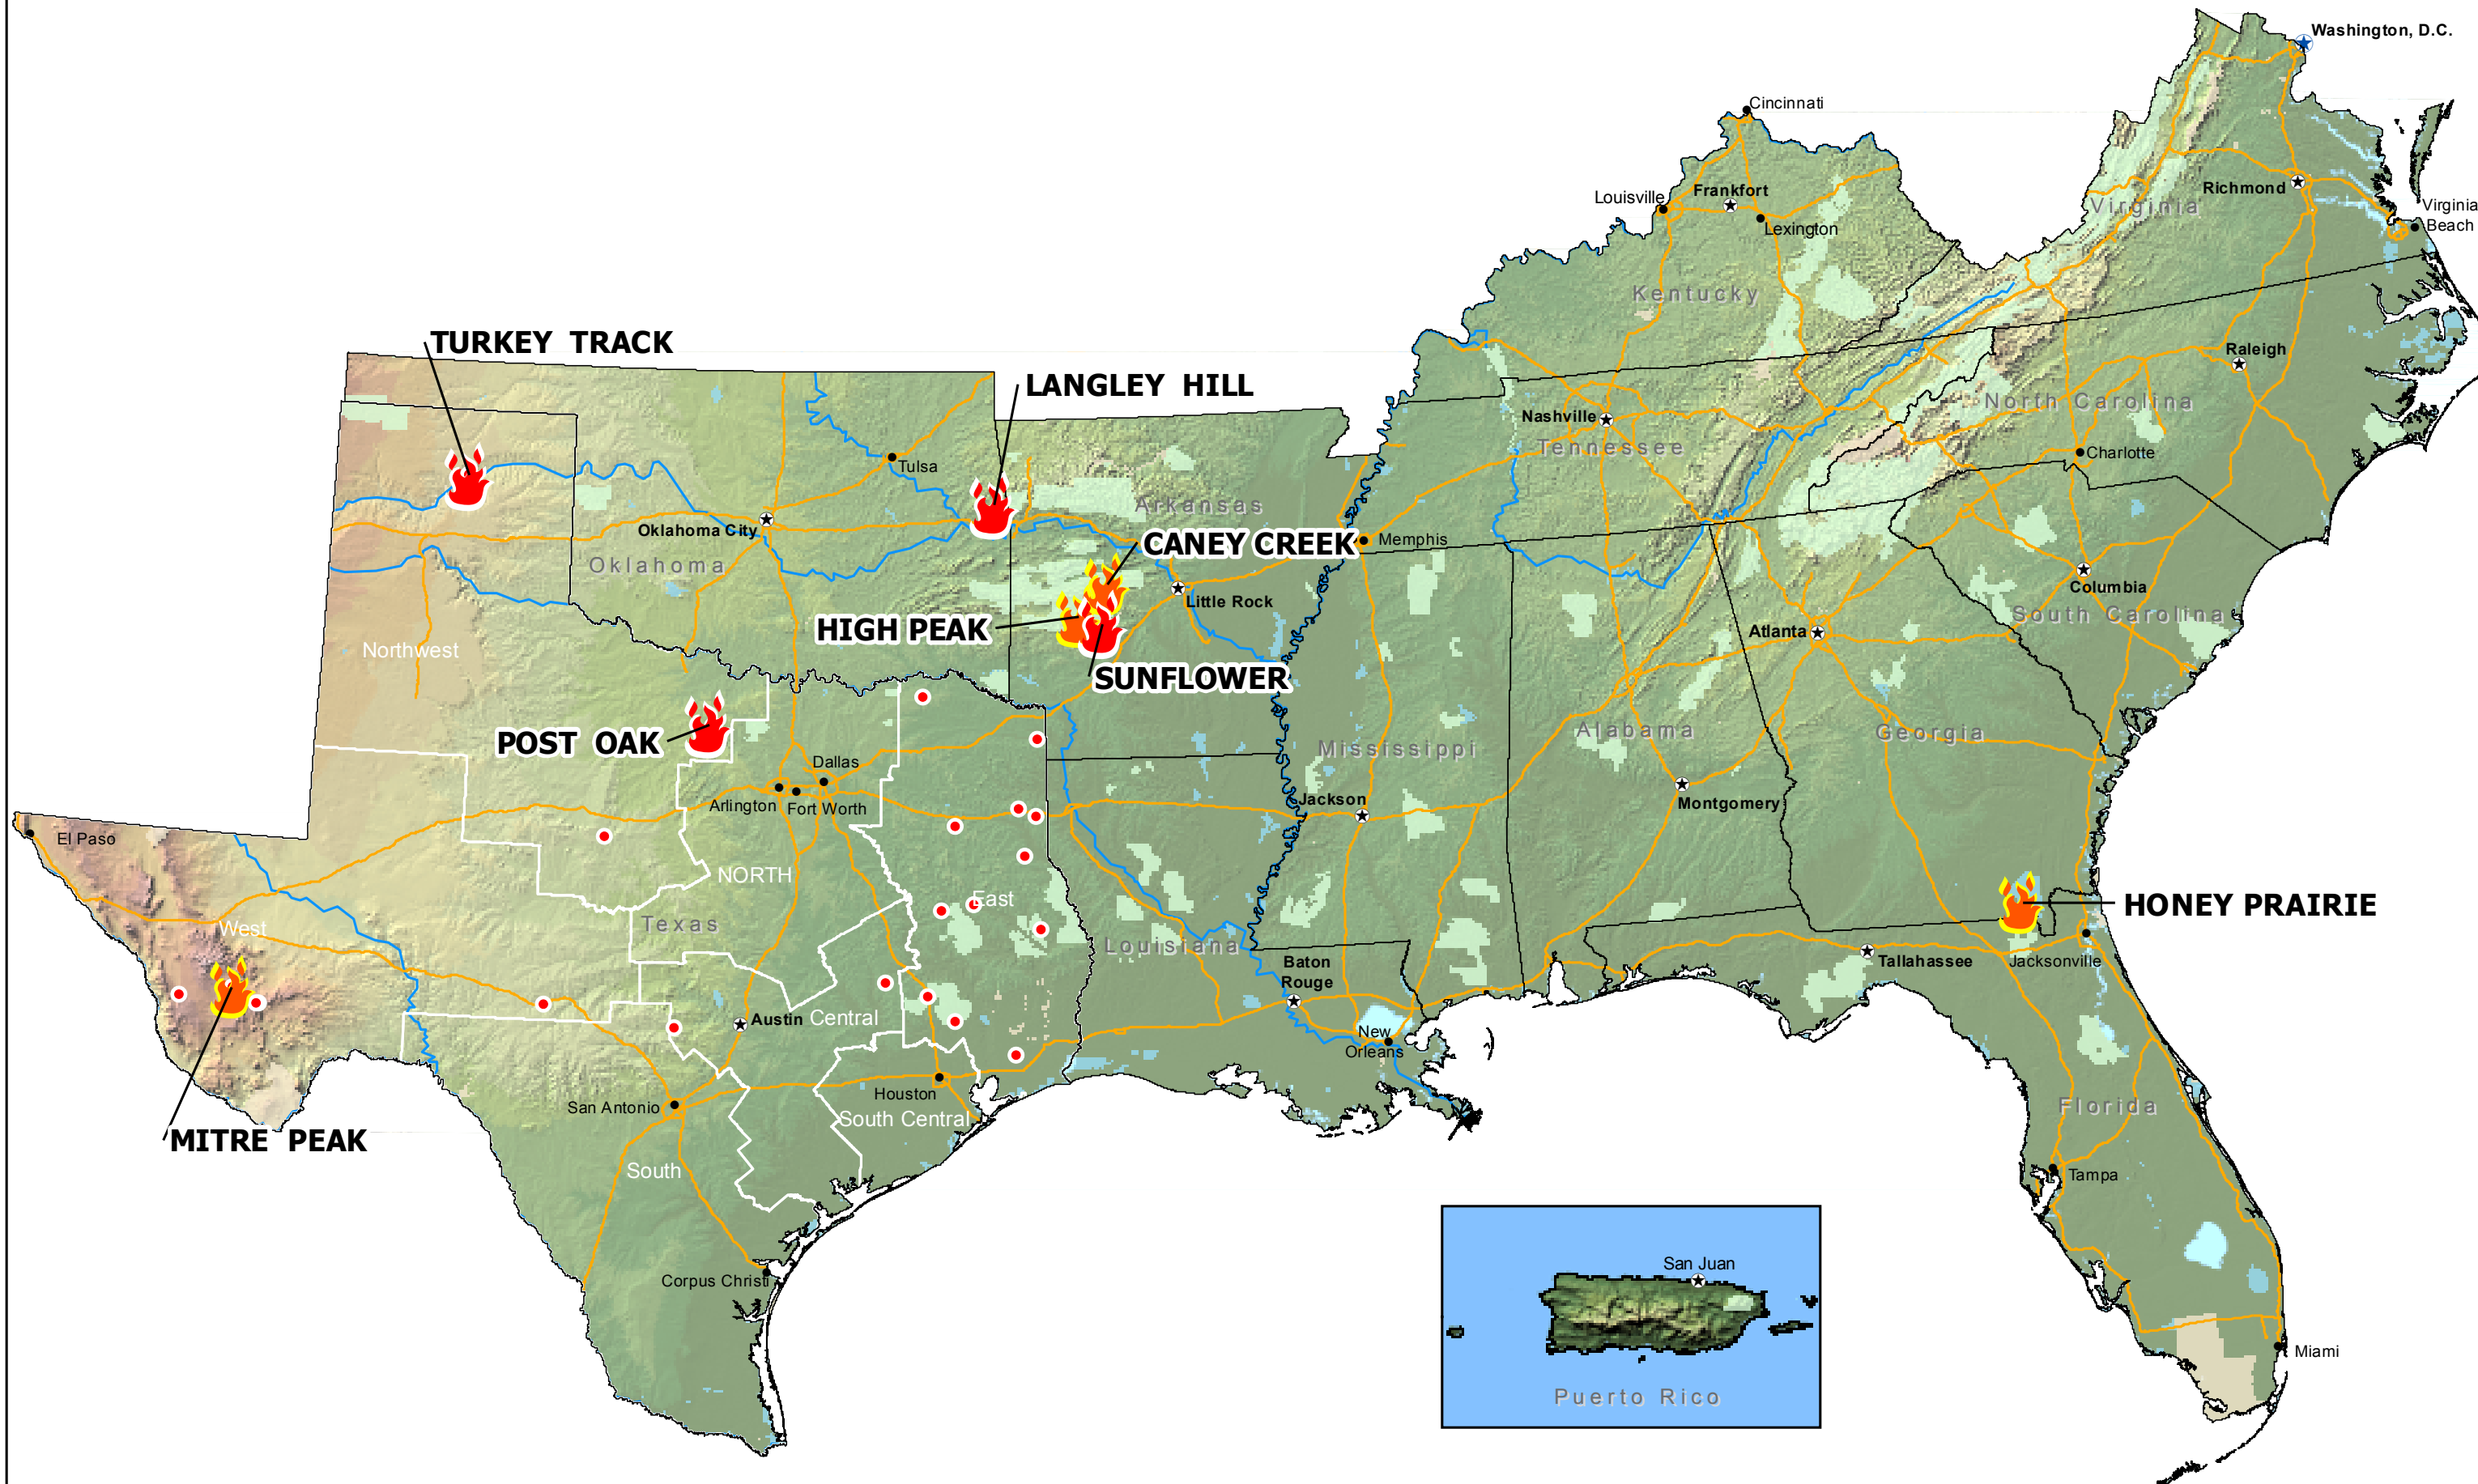 Washington, D.C.
Cincinnati
Louisville
Frankfort
Lexington
Richmond
Virginia
Virginia
Beach
Kentucky
TURKEY TRACK
LANGLEY HILL
Raleigh
North Carolina
Nashville
Tennessee
Charlotte
Tulsa
Arkansas
Oklahoma City
Oklahoma
CANEY CREEK
Memphis
Little Rock
Columbia
South Carolina
HIGH PEAK
Atlanta
Northwest
SUNFLOWER
POST OAK
Alabama
Georgia
Mississippi
Dallas
Arlington
Fort Worth
Jackson
Montgomery
El Paso
NORTH
East
HONEY PRAIRIE
Texas
West
Louisiana
Baton
Rouge
Tallahassee
Jacksonville
Austin
Central
New
Orleans
Houston
San Antonio
South Central
Florida
MITRE PEAK
South
Tampa
San Juan
Corpus Christi
Miami
Puerto Rico